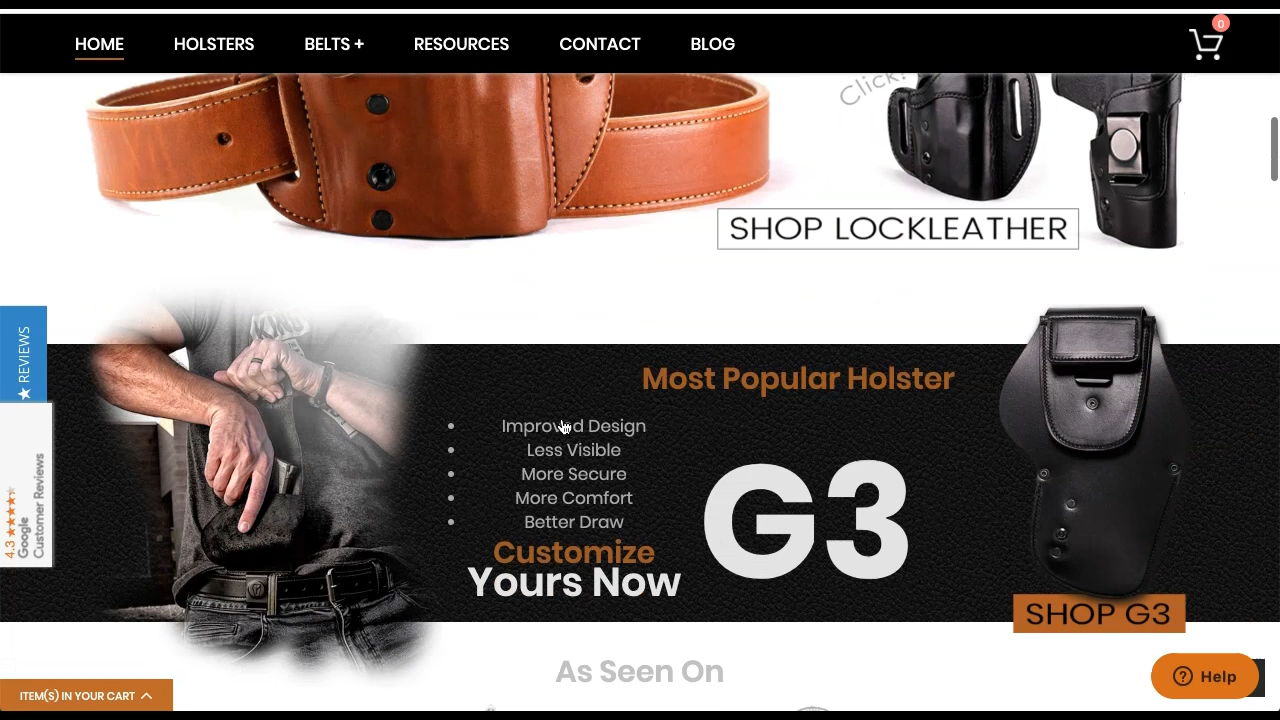 HOME HOLSTERS BELTS + RESOURCES CONTACT BLOG
0
Click
SHOP LOCKLEATHER
★ REVIEWS
4.3 ★★★★★
Google
Customer Reviews
Most Popular Holster
• Improved Design
• Less Visible
• More Secure
• More Comfort
• Better Draw
Customize
Yours Now
G3
SHOP G3
As Seen On
ITEM(S) IN YOUR CART
? Help